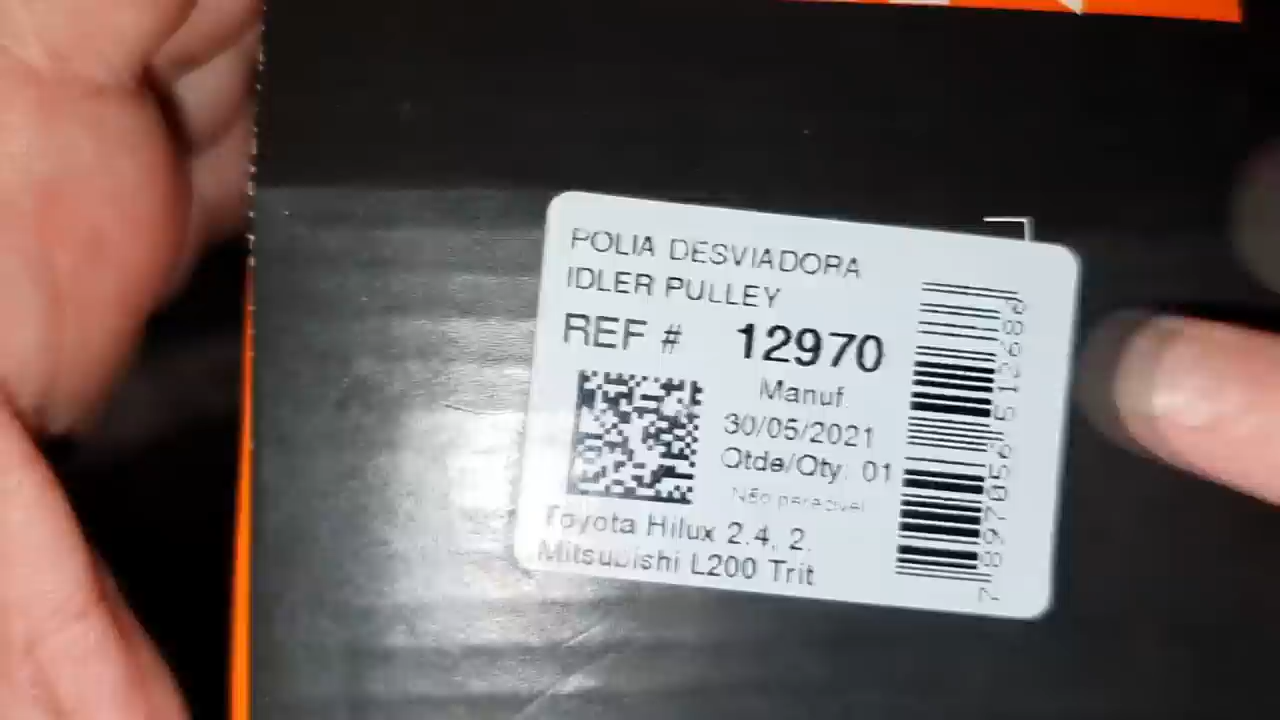 POLIA DESVIADORA
IDLER PULLEY
REF # 12970
Manuf.
30/05/2021
Qtde/Qty. 01
Não perecível
Toyota Hilux 2.4, 2.
Mitsubishi L200 Trit